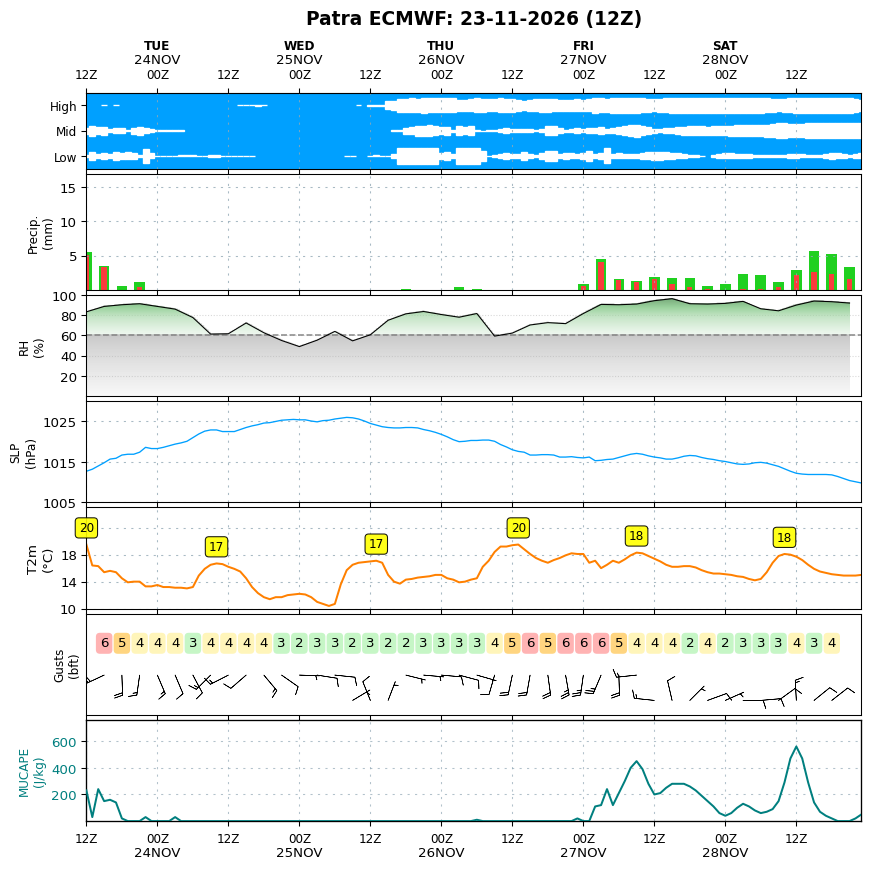 Patra ECMWF: 23-11-2026 (12Z)
TUE WED THU FRI SAT
24NOV 25NOV 26NOV 27NOV 28NOV
12Z 00Z 12Z 00Z 12Z 00Z 12Z 00Z 12Z 00Z 12Z
High
Mid
Low
Precip.
(mm)
15
10
5
RH
(%)
100
80
60
40
20
SLP
(hPa)
1025
1015
1005
T2m
(°C)
18
14
10
20 17 17 20 18 18
Gusts
(bft)
6 5 4 4 4 3 4 4 4 4 3 2 3 3 2 3 2 2 3 3 3 3 4 5 6 5 6 6 6 5 4 4 4 2 4 2 3 3 3 4 3 4
MUCAPE
(J/kg)
600
400
200
12Z 00Z 12Z 00Z 12Z 00Z 12Z 00Z 12Z 00Z 12Z
24NOV 25NOV 26NOV 27NOV 28NOV